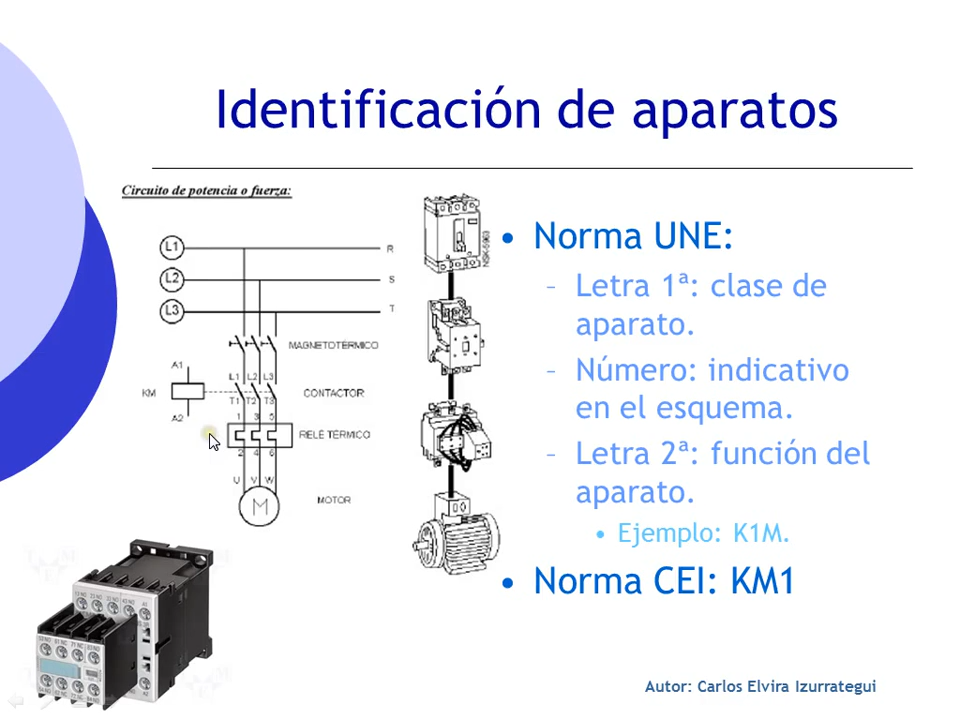 Identificación de aparatos
Circuito de potencia o fuerza:
L1
R
L2
S
L3
T
MAGNETOTÉRMICO
A1
L1 L2 L3
KM
CONTACTOR
T1 T2 T3
A2
1 3 5
RELÉ TÉRMICO
2 4 6
U V W
M
MOTOR
• Norma UNE:
– Letra 1ª: clase de
aparato.
– Número: indicativo
en el esquema.
– Letra 2ª: función del
aparato.
• Ejemplo: K1M.
• Norma CEI: KM1
Autor: Carlos Elvira Izurrategui